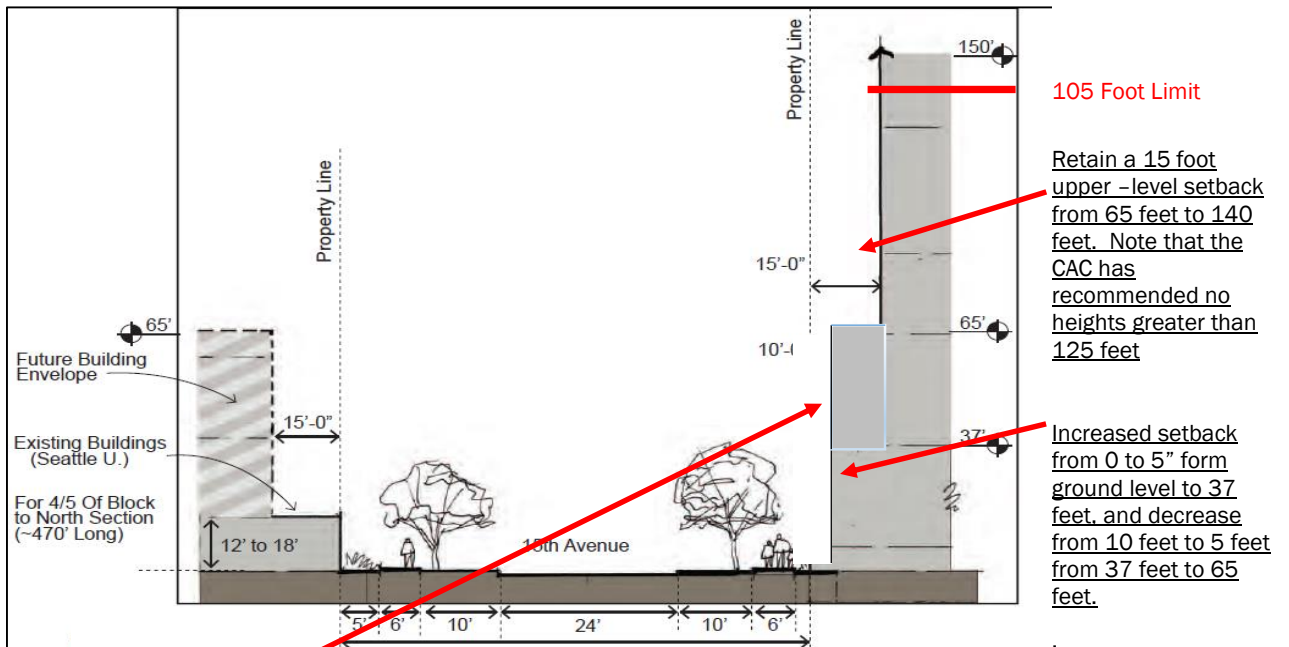 Property Line
Property Line
150'
105 Foot Limit
Retain a 15 foot
upper –level setback
from 65 feet to 140
feet.  Note that the
CAC has
recommended no
heights greater than
125 feet
15'-0"
65'
65'
10'-(
Future Building
Envelope
15'-0"
Existing Buildings
(Seattle U.)
37'
Increased setback
from 0 to 5" form
ground level to 37
feet, and decrease
from 10 feet to 5 feet
from 37 feet to 65
feet.
For 4/5 Of Block
to North Section
(~470' Long)
12' to 18'
15th Avenue
5'
6'
10'
24'
10'
6'